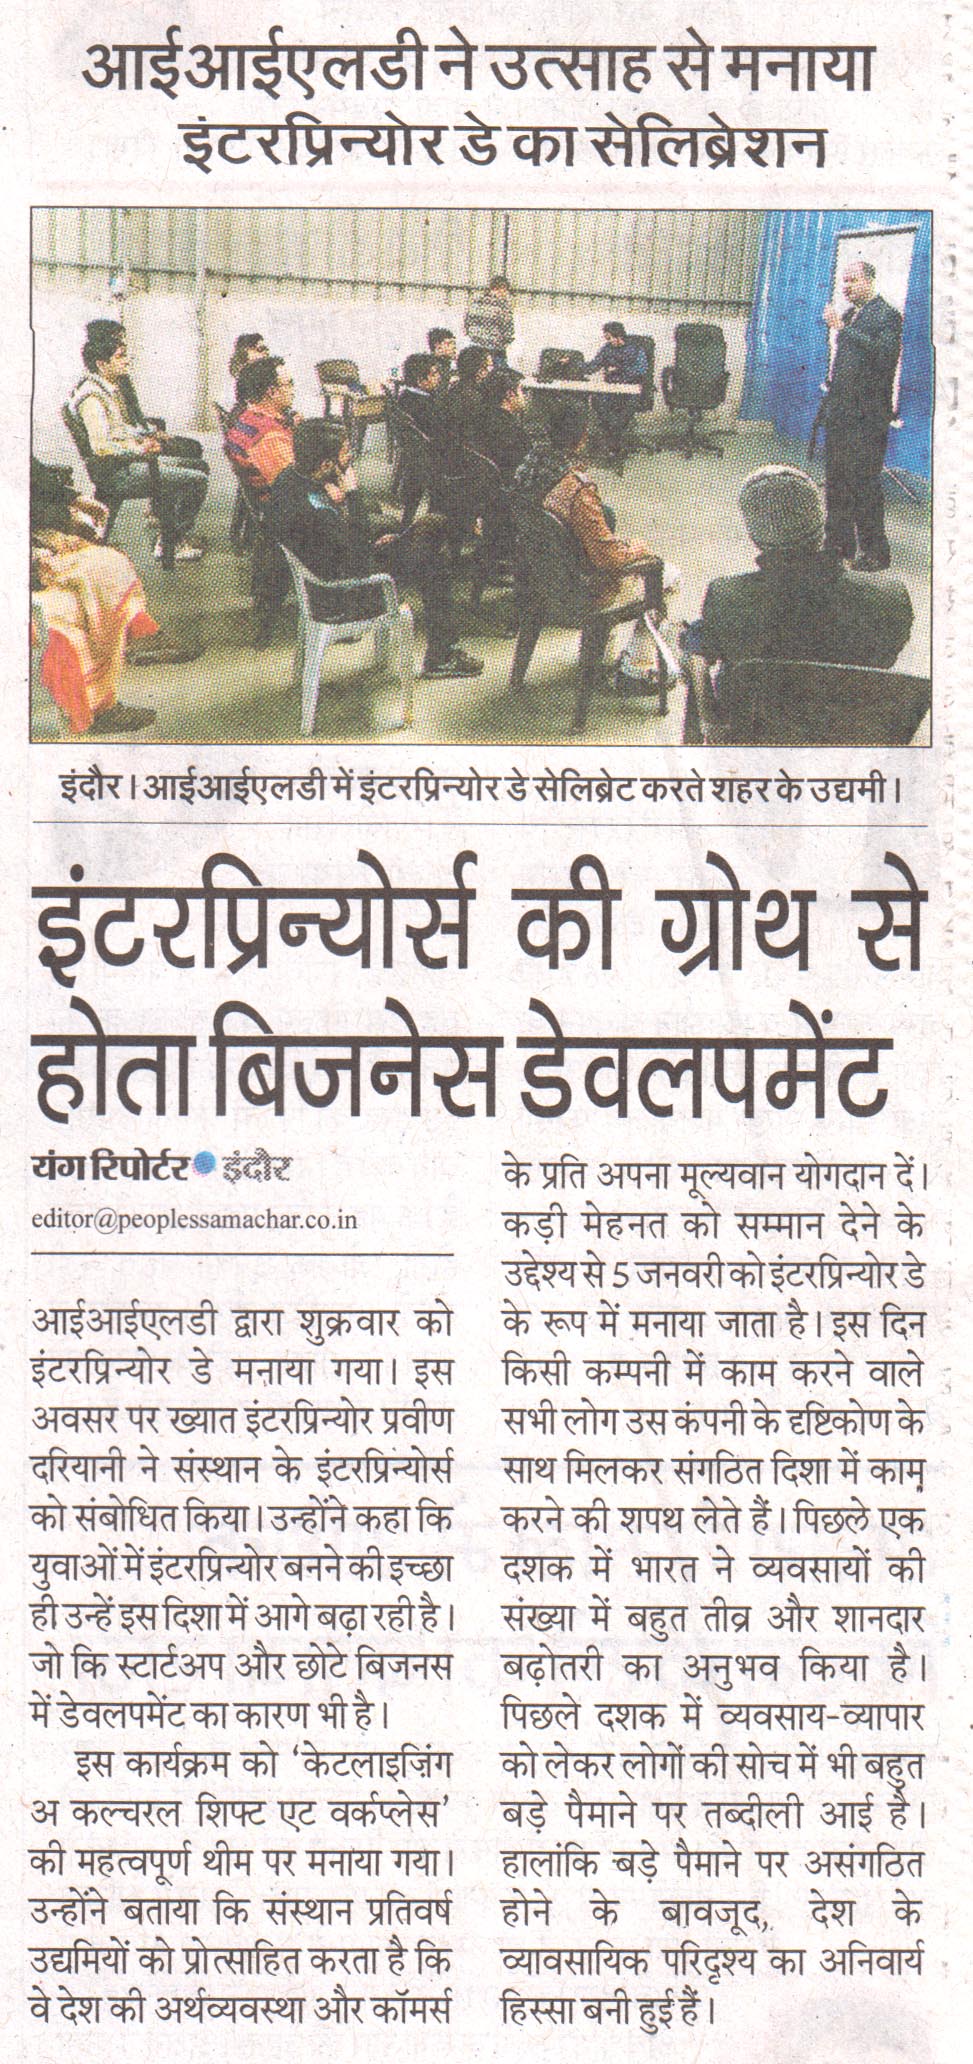 आईआईएलडी ने उत्साह से मनाया
इंटरप्रिन्योर डे का सेलिब्रेशन
इंदौर। आईआईएलडी में इंटरप्रिन्योर डे सेलिब्रेट करते शहर के उद्यमी।
इंटरप्रिन्योर्स की ग्रोथ से
होता बिजनेस डेवलपमेंट
यंग रिपोर्टर ● इंदौर
editor@peoplessamachar.co.in
आईआईएलडी द्वारा शुक्रवार को
इंटरप्रिन्योर डे मनाया गया। इस
अवसर पर ख्यात इंटरप्रिन्योर प्रवीण
दरियानी ने संस्थान के इंटरप्रिन्योर्स
को संबोधित किया। उन्होंने कहा कि
युवाओं में इंटरप्रिन्योर बनने की इच्छा
ही उन्हें इस दिशा में आगे बढ़ा रही है।
जो कि स्टार्टअप और छोटे बिजनस
में डेवलपमेंट का कारण भी है।
इस कार्यक्रम को ‘केटलाइज़िंग
अ कल्चरल शिफ्ट एट वर्कप्लेस’
की महत्वपूर्ण थीम पर मनाया गया।
उन्होंने बताया कि संस्थान प्रतिवर्ष
उद्यमियों को प्रोत्साहित करता है कि
वे देश की अर्थव्यवस्था और कॉमर्स
के प्रति अपना मूल्यवान योगदान दें।
कड़ी मेहनत को सम्मान देने के
उद्देश्य से 5 जनवरी को इंटरप्रिन्योर डे
के रूप में मनाया जाता है। इस दिन
किसी कम्पनी में काम करने वाले
सभी लोग उस कंपनी के दृष्टिकोण के
साथ मिलकर संगठित दिशा में काम
करने की शपथ लेते हैं। पिछले एक
दशक में भारत ने व्यवसायों की
संख्या में बहुत तीव्र और शानदार
बढ़ोतरी का अनुभव किया है।
पिछले दशक में व्यवसाय-व्यापार
को लेकर लोगों की सोच में भी बहुत
बड़े पैमाने पर तब्दीली आई है।
हालांकि बड़े पैमाने पर असंगठित
होने के बावजूद, देश के
व्यावसायिक परिदृश्य का अनिवार्य
हिस्सा बनी हुई हैं।